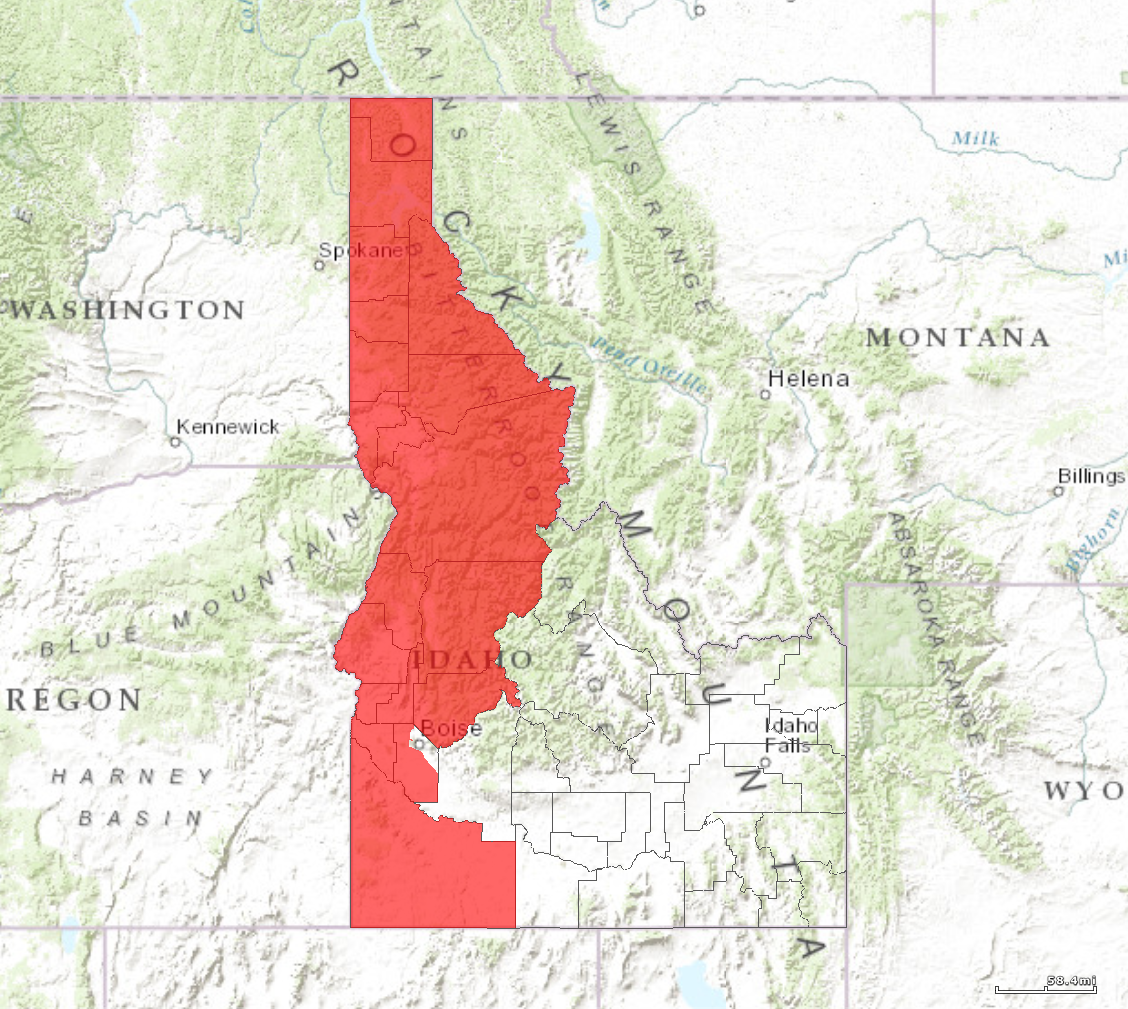 ROCKY MOUNTAINS
LEWIS RANGE
Milk
Spokane
BITTERROOT
WASHINGTON
MONTANA
Pend Oreille
Helena
Kennewick
Billings
Bighorn
ABSAROKA RANGE
BLUE MOUNTAINS
RANGE
IDAHO
REGON
Boise
Idaho
Falls
HARNEY
BASIN
WYO
58.4mi